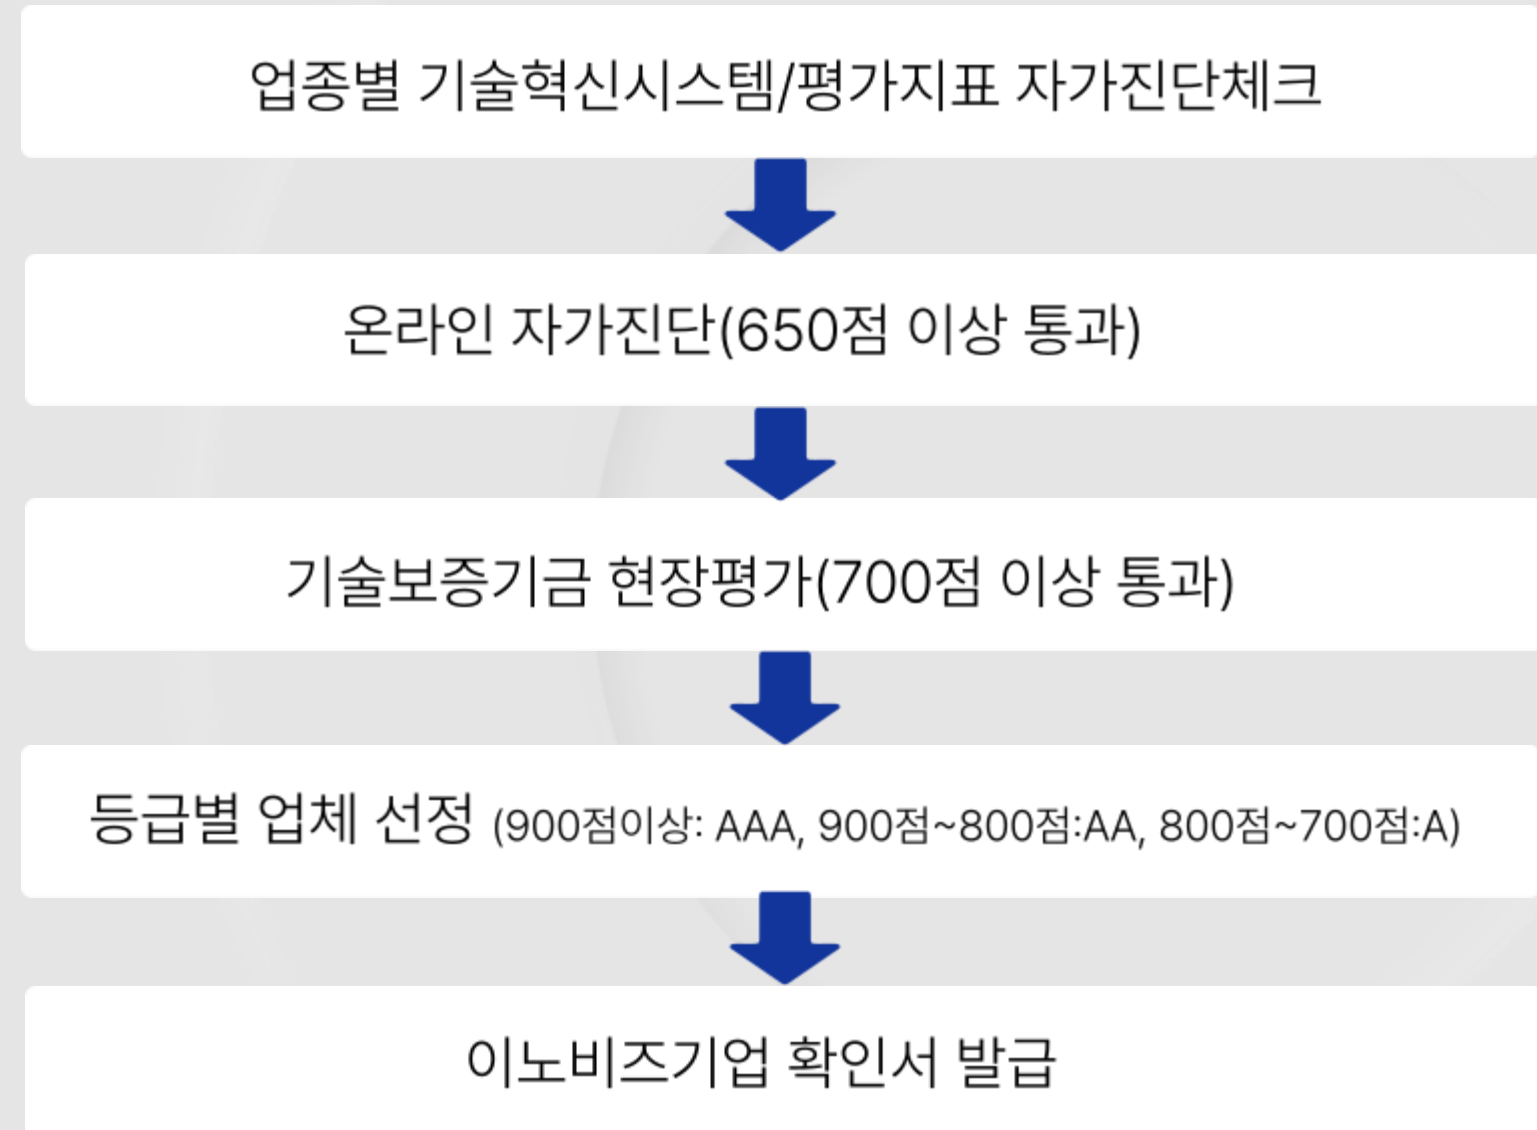 업종별 기술혁신시스템/평가지표 자가진단체크
온라인 자가진단(650점 이상 통과)
기술보증기금 현장평가(700점 이상 통과)
등급별 업체 선정 (900점이상: AAA, 900점~800점:AA, 800점~700점:A)
이노비즈기업 확인서 발급